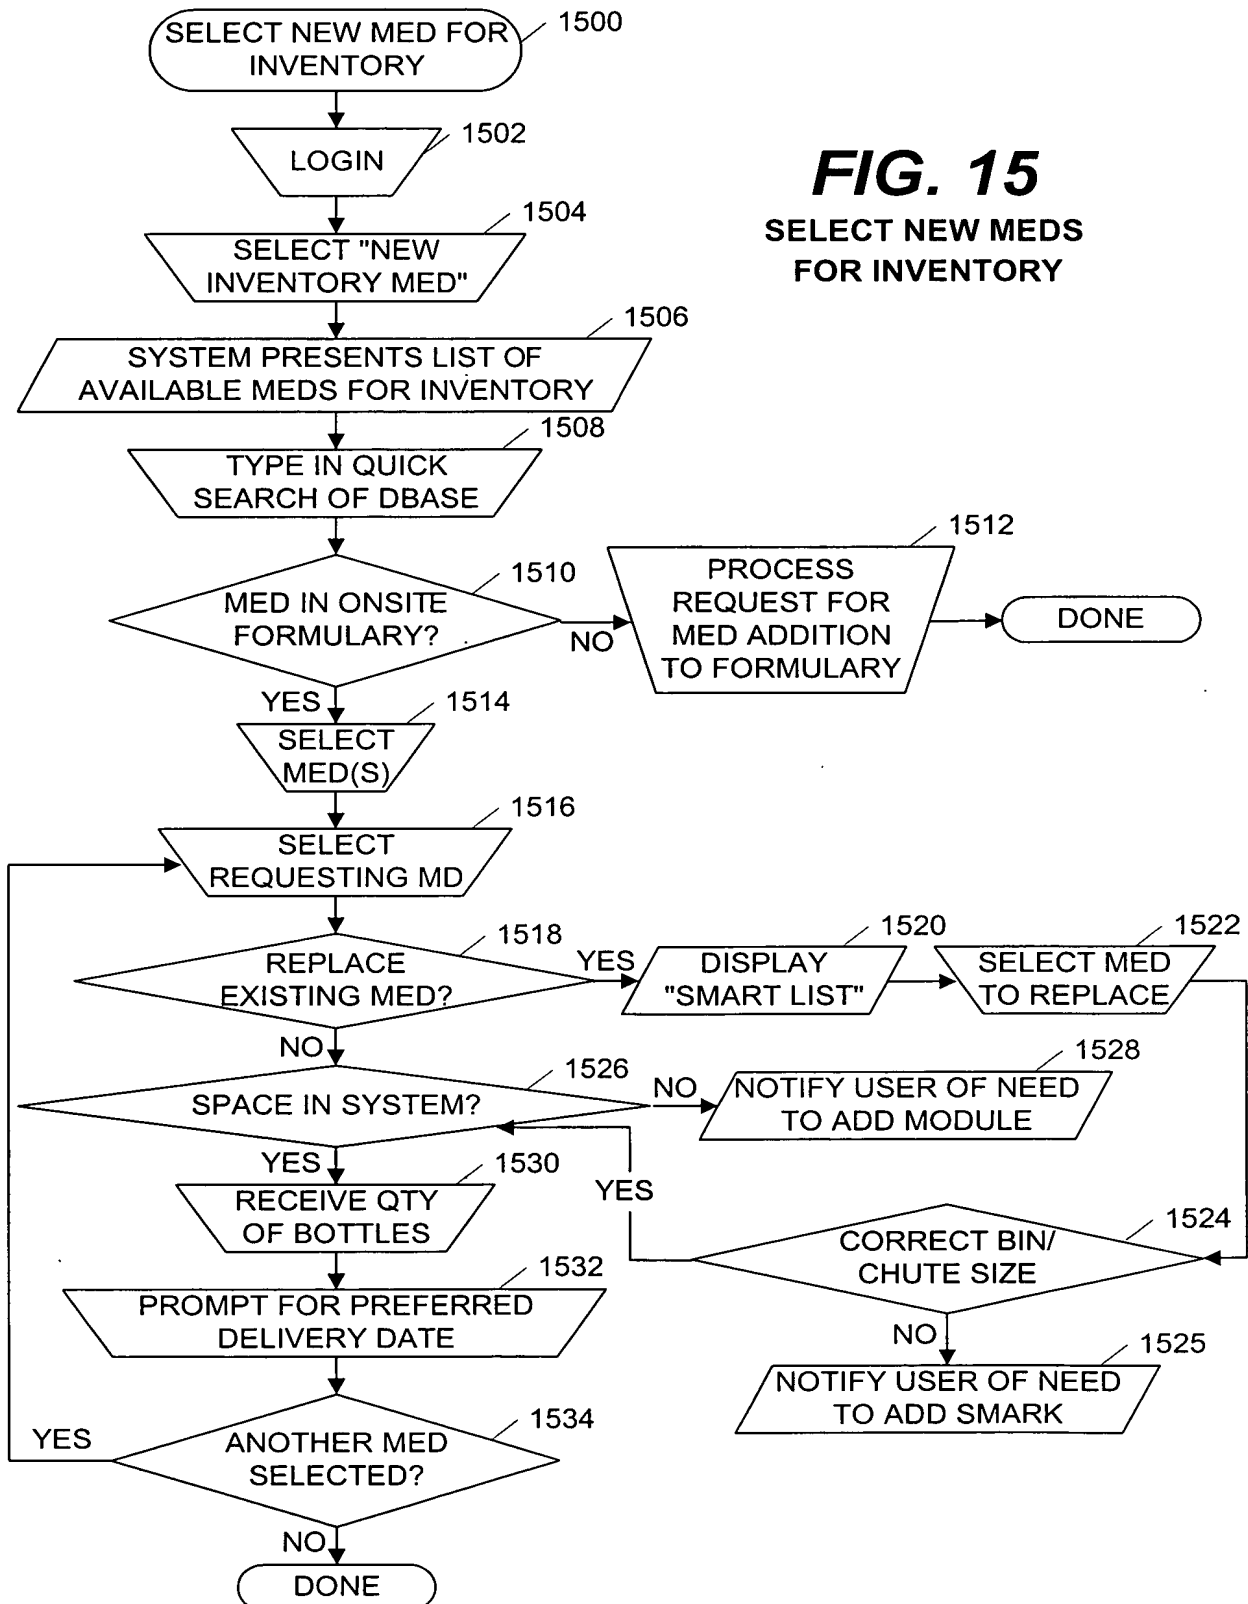 SELECT NEW MED FOR
INVENTORY
1500
LOGIN
1502
FIG. 15
SELECT NEW MEDS
FOR INVENTORY
SELECT "NEW
INVENTORY MED"
1504
SYSTEM PRESENTS LIST OF
AVAILABLE MEDS FOR INVENTORY
1506
TYPE IN QUICK
SEARCH OF DBASE
1508
MED IN ONSITE
FORMULARY?
1510
NO
PROCESS
REQUEST FOR
MED ADDITION
TO FORMULARY
1512
DONE
YES
SELECT
MED(S)
1514
SELECT
REQUESTING MD
1516
REPLACE
EXISTING MED?
1518
YES
DISPLAY
"SMART LIST"
1520
SELECT MED
TO REPLACE
1522
NO
SPACE IN SYSTEM?
1526
NO
NOTIFY USER OF NEED
TO ADD MODULE
1528
YES
RECEIVE QTY
OF BOTTLES
1530
YES
CORRECT BIN/
CHUTE SIZE
1524
PROMPT FOR PREFERRED
DELIVERY DATE
1532
NO
NOTIFY USER OF NEED
TO ADD SMARK
1525
YES
ANOTHER MED
SELECTED?
1534
NO
DONE